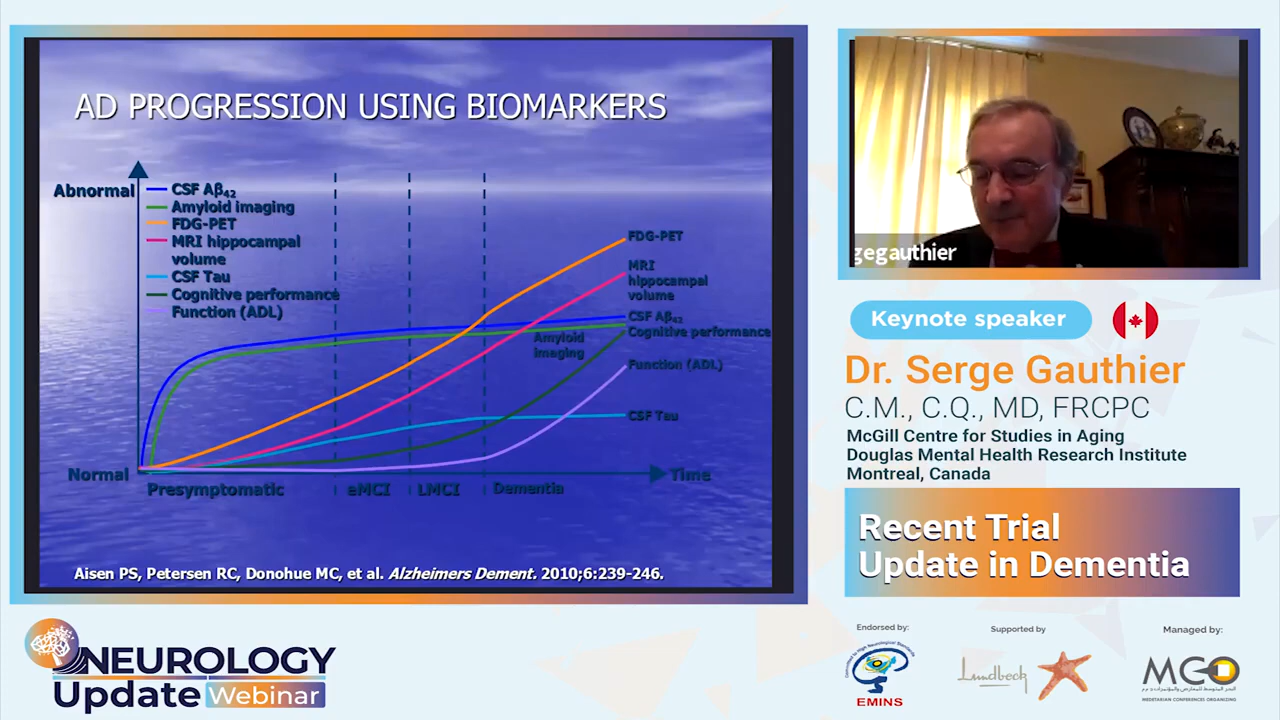 AD PROGRESSION USING BIOMARKERS
Abnormal
CSF Aβ42
Amyloid imaging
FDG-PET
MRI hippocampal
volume
CSF Tau
Cognitive performance
Function (ADL)
FDG-PET
MRI
hippocampal
volume
CSF Aβ42
Cognitive performance
Amyloid
imaging
Function (ADL)
CSF Tau
Normal
Time
Presymptomatic
eMCI
LMCI
Dementia
Aisen PS, Petersen RC, Donohue MC, et al. Alzheimers Dement. 2010;6:239-246.
NEUROLOGY
Update Webinar
gegauthier
Keynote speaker
Dr. Serge Gauthier
C.M., C.Q., MD, FRCPC
McGill Centre for Studies in Aging
Douglas Mental Health Research Institute
Montreal, Canada
Recent Trial
Update in Dementia
Endorsed by:
EMINS
Supported by
Lundbeck
Managed by:
MCO
MEDITERIAN CONFERENCES ORGANIZING